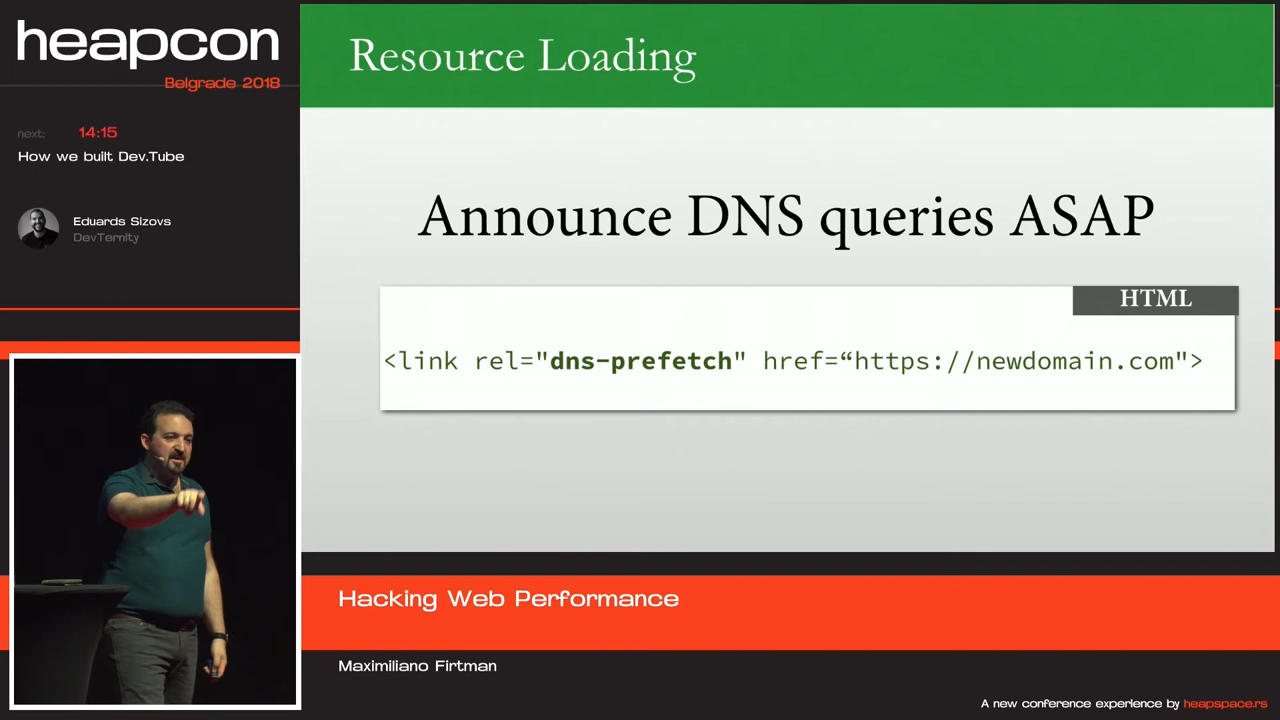 heapcon
Belgrade 2018
next: 14:15
How we built Dev.Tube
Eduards Sizovs
DevTernity
Resource Loading
Announce DNS queries ASAP
HTML
<link rel="dns-prefetch" href=“https://newdomain.com">
Hacking Web Performance
Maximiliano Firtman
A new conference experience by heapspace.rs